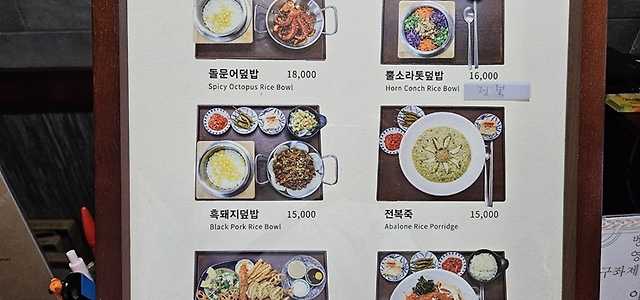 돌문어덮밥 18,000
Spicy Octopus Rice Bowl
뿔소라톳덮밥 16,000
Horn Conch Rice Bowl
흑돼지덮밥 15,000
Black Pork Rice Bowl
전복죽 15,000
Abalone Rice Porridge